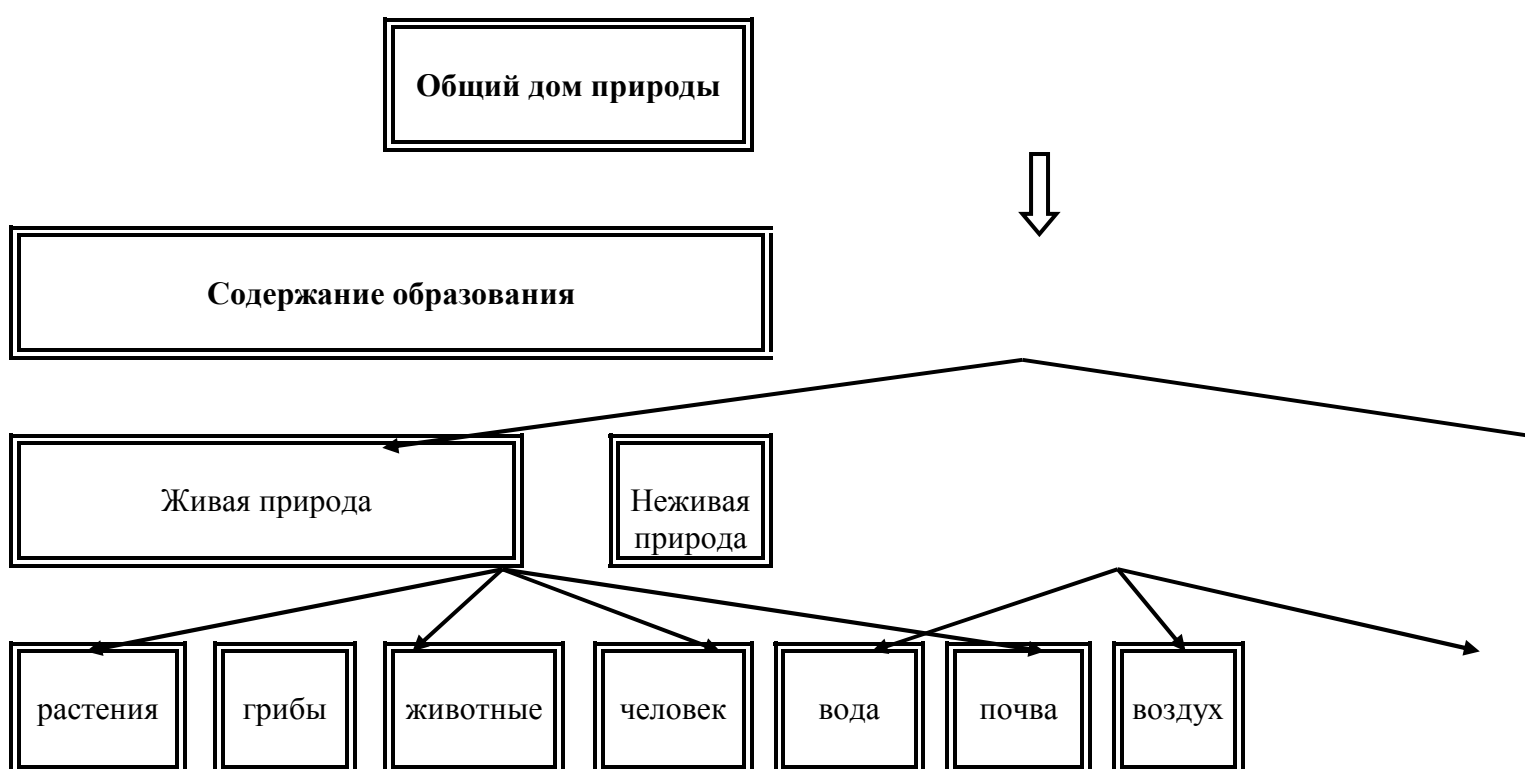 Общий дом природы
Содержание образования
Живая природа
Неживая
природа
растения
грибы
животные
человек
вода
почва
воздух